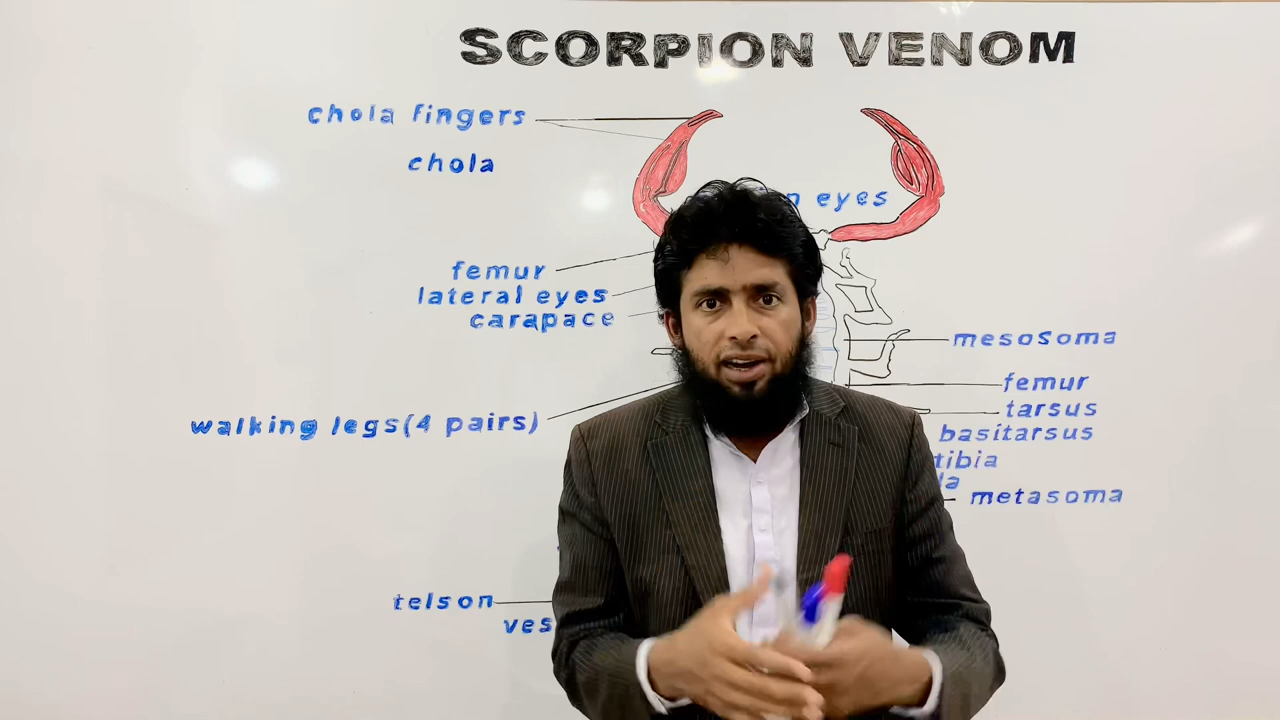 SCORPION VENOM
chola fingers
chola
eyes
femur
lateral eyes
carapace
mesosoma
femur
walking legs(4 pairs)
tarsus
basitarsus
tibia
metasoma
telson